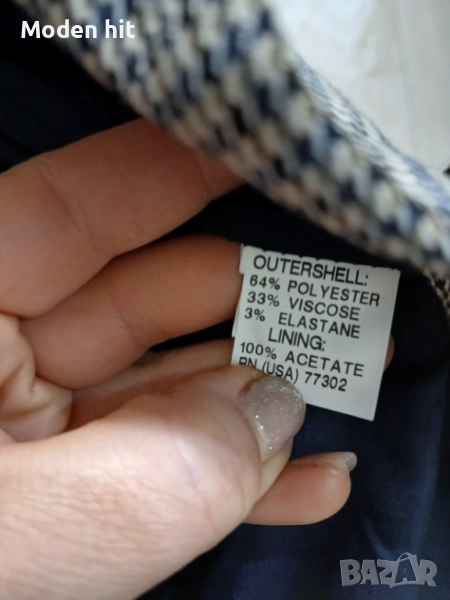 Moden hit
OUTERSHELL:
64% POLYESTER
33% VISCOSE
3% ELASTANE
LINING:
100% ACETATE
RN (USA) 77302
BAZAR